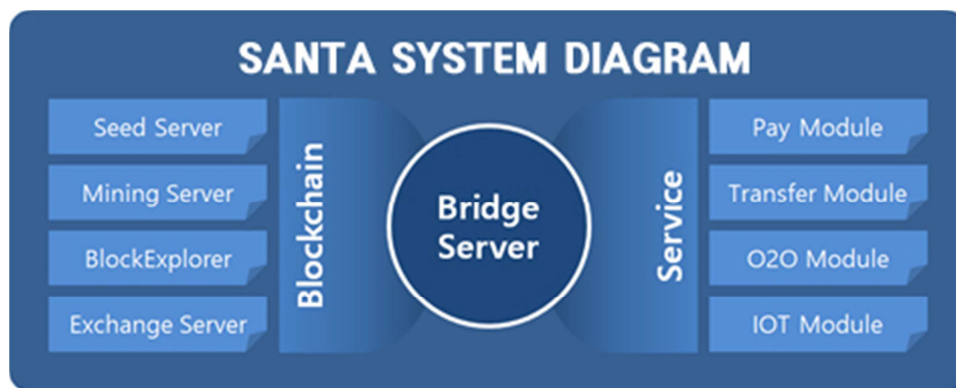 SANTA SYSTEM DIAGRAM
Seed Server
Mining Server
BlockExplorer
Exchange Server
Blockchain
Bridge
Server
Service
Pay Module
Transfer Module
O2O Module
IOT Module